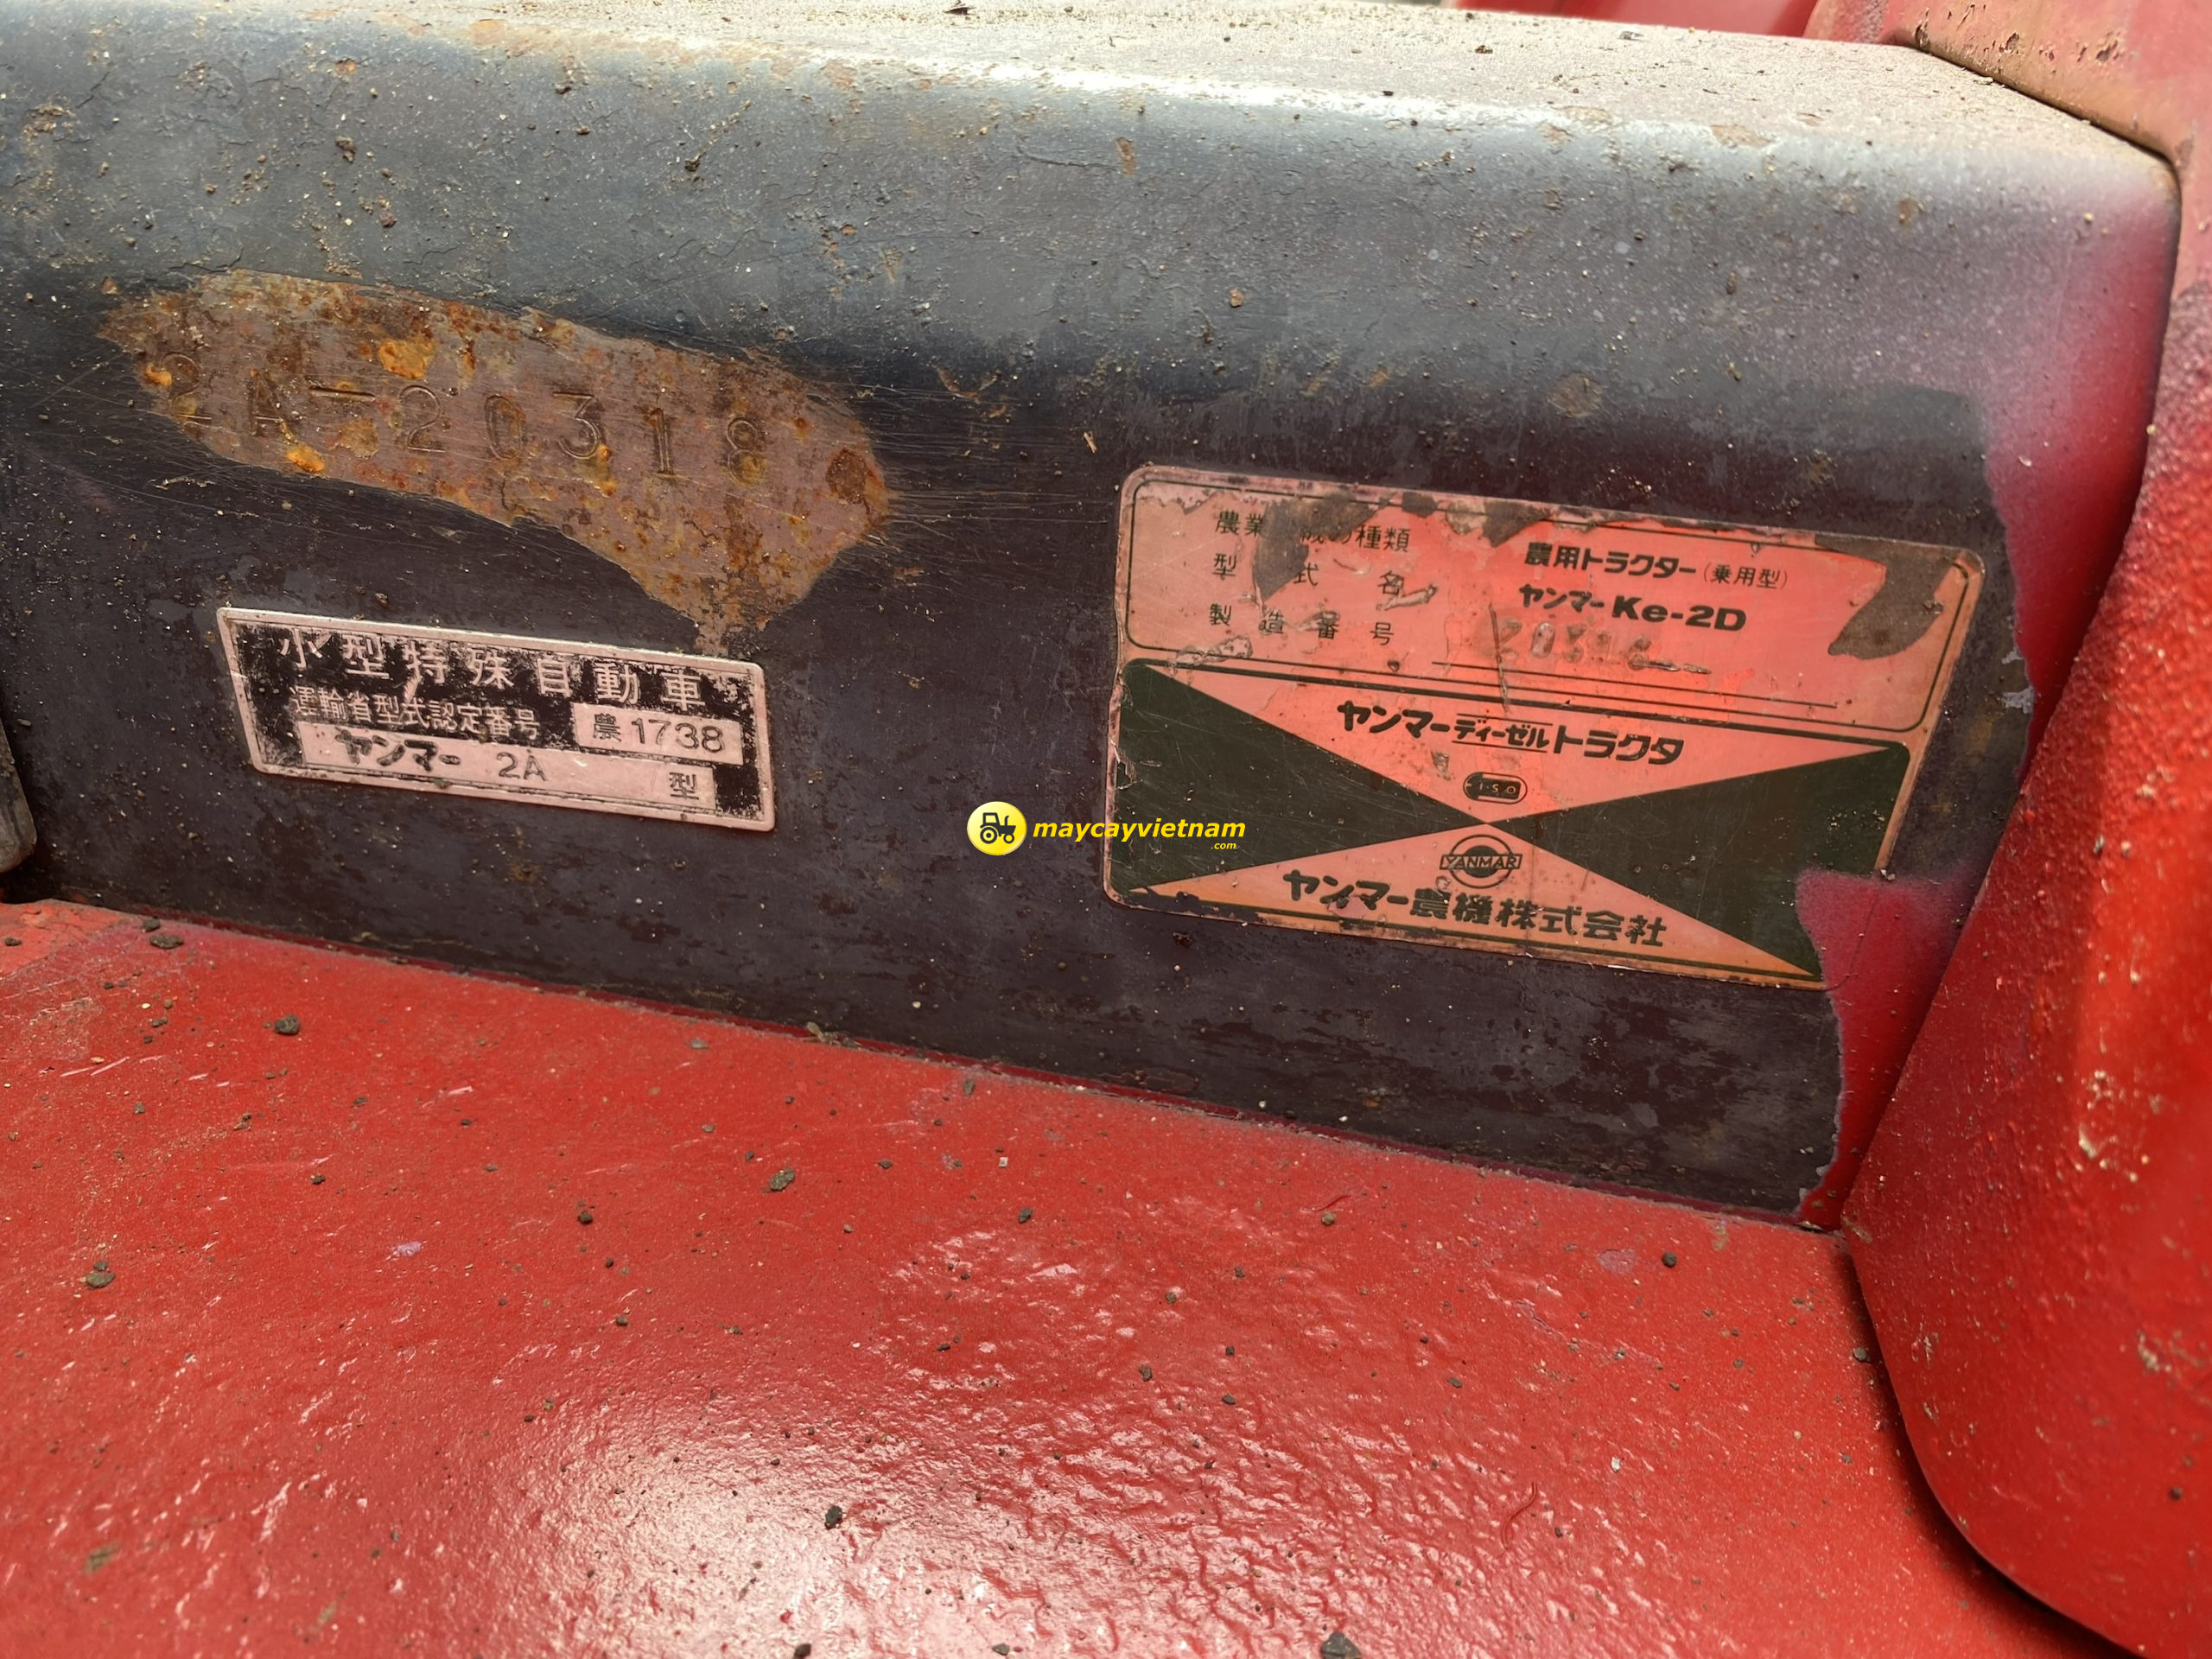 2A-20318
小型特殊自動車
運輸省型式認定番号 農1738
ヤンマー 2A 型
農業 械の種類 農用トラクター(乗用型)
型式名 ヤンマー Ke-2D
製造番号
ヤンマーディーゼルトラクタ
I・S・O
YANMAR
ヤンマー農機株式会社
maycayvietnam
.com